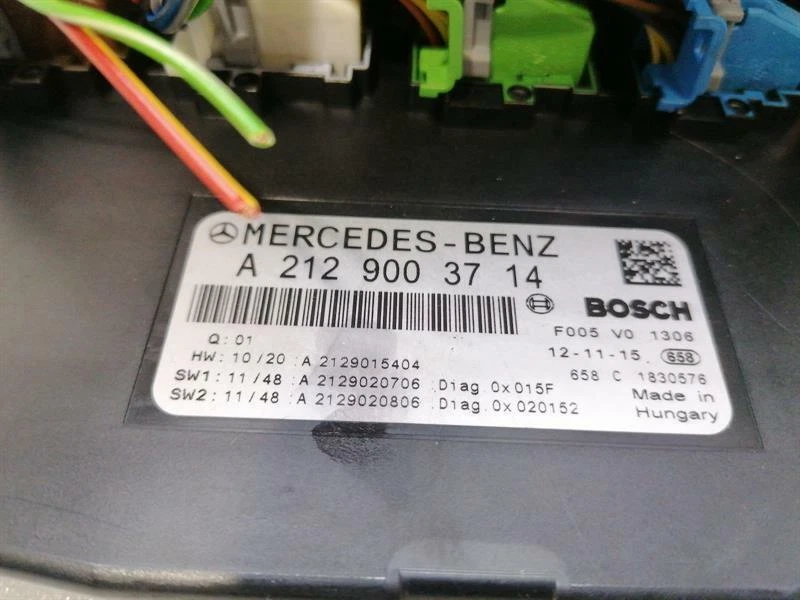 MERCEDES-BENZ
A 212 900 37 14
BOSCH
Q: 01
F005 V0 1306
HW: 10/20 :A 2129015404
12-11-15. 658
SW1: 11/48 :A 2129020706 :Diag.0x015F
658 C 1830576
SW2: 11/48 :A 2129020806 :Diag.0x020152
Made in
Hungary